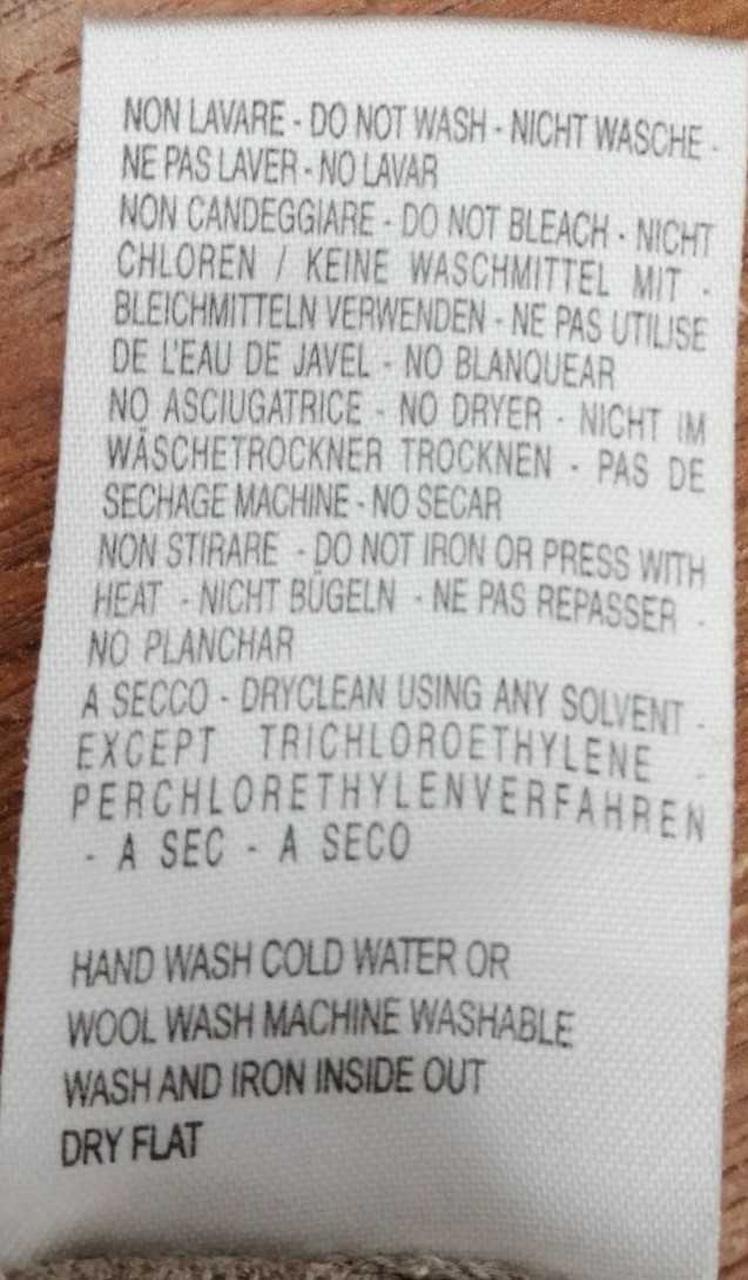 NON LAVARE - DO NOT WASH - NICHT WASCHE -
NE PAS LAVER - NO LAVAR
NON CANDEGGIARE - DO NOT BLEACH - NICHT
CHLOREN / KEINE WASCHMITTEL MIT -
BLEICHMITTELN VERWENDEN - NE PAS UTILISE
DE L'EAU DE JAVEL - NO BLANQUEAR
NO ASCIUGATRICE - NO DRYER - NICHT IM
WÄSCHETROCKNER TROCKNEN - PAS DE
SECHAGE MACHINE - NO SECAR
NON STIRARE - DO NOT IRON OR PRESS WITH
HEAT - NICHT BÜGELN - NE PAS REPASSER -
NO PLANCHAR
A SECCO - DRYCLEAN USING ANY SOLVENT -
EXCEPT TRICHLOROETHYLENE -
PERCHLORETHYLENVERFAHREN
- A SEC - A SECO
HAND WASH COLD WATER OR
WOOL WASH MACHINE WASHABLE
WASH AND IRON INSIDE OUT
DRY FLAT